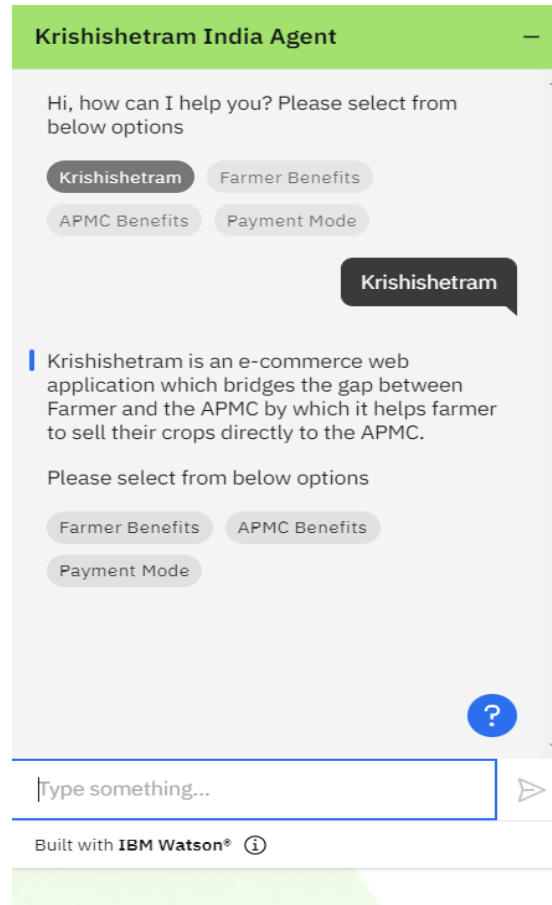 Krishishetram India Agent
Hi, how can I help you? Please select from
below options
Krishishetram Farmer Benefits
APMC Benefits Payment Mode
Krishishetram
Krishishetram is an e-commerce web
application which bridges the gap between
Farmer and the APMC by which it helps farmer
to sell their crops directly to the APMC.
Please select from below options
Farmer Benefits APMC Benefits
Payment Mode
?
Type something...
Built with IBM Watson®